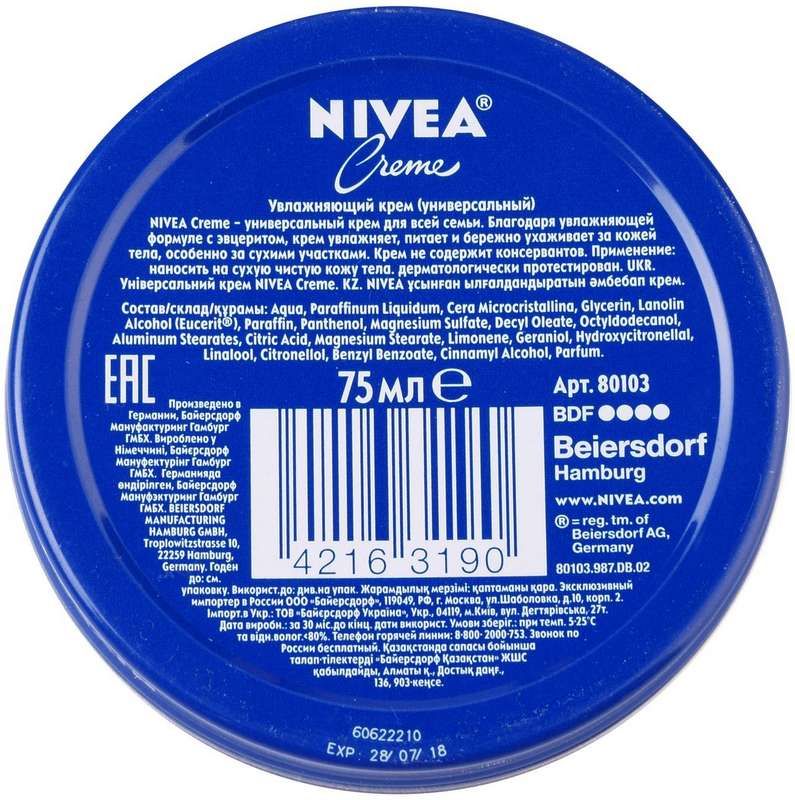 NIVEA®
Creme
Увлажняющий крем (универсальный)
NIVEA Creme – универсальный крем для всей семьи. Благодаря увлажняющей
формуле с эвцеритом, крем увлажняет, питает и бережно ухаживает за кожей
тела, особенно за сухими участками. Крем не содержит консервантов. Применение:
наносить на сухую чистую кожу тела. дерматологически протестирован. UKR.
Універсальний крем NIVEA Creme. KZ. NIVEA ұсынған ылғалдандыратын әмбебап крем.
Состав/склад/құрамы: Aqua, Paraffinum Liquidum, Cera Microcristallina, Glycerin, Lanolin
Alcohol (Eucerit®), Paraffin, Panthenol, Magnesium Sulfate, Decyl Oleate, Octyldodecanol,
Aluminum Stearates, Citric Acid, Magnesium Stearate, Limonene, Geraniol, Hydroxycitronellal,
Linalool, Citronellol, Benzyl Benzoate, Cinnamyl Alcohol, Parfum.
EAC
75мл℮
Арт. 80103
BDF ●●●●
Beiersdorf
Hamburg
www.NIVEA.com
® = reg. tm. of
Beiersdorf AG,
Germany
80103.987.DB.02
Произведено в
Германии, Байерсдорф
Мануфактуринг Гамбург
ГМБХ. Вироблено у
Німеччині, Байєрсдорф
Мануфектурінг Гамбург
ГМБХ. Германияда
өндірілген, Байерсдорф
Мануфэктуринг Гамбург
ГМБХ. BEIERSDORF
MANUFACTURING
HAMBURG GMBH,
Troplowitzstrasse 10,
22259 Hamburg,
Germany. Годен
до: см.
4216 3190
упаковку. Використ.до: див.на упак. Жарамдылық мерзімі: қаптаманы қара. Эксклюзивный
импортер в России ООО «Байерсдорф», 119049, РФ, г. Москва, ул.Шаболовка, д.10, корп. 2.
Імпорт.в Укр.: ТОВ «Байєрсдорф Україна», Укр., 04119, м.Київ, вул. Дегтярівська, 27т.
Дата виробн.: за 30 міс.до кінц. дати використ. Умови зберіг.: при темп. 5-25°C
та відн.волог.<80%. Телефон горячей линии: 8-800-2000-753. Звонок по
России бесплатный. Қазақстанда сапасы бойынша
талап-тілектерді «Байерсдорф Қазақстан» ЖШС
қабылдайды, Алматы қ., Достық даңғ.,
136, 903-кеңсе.
60622210
EXP: 28/07/18